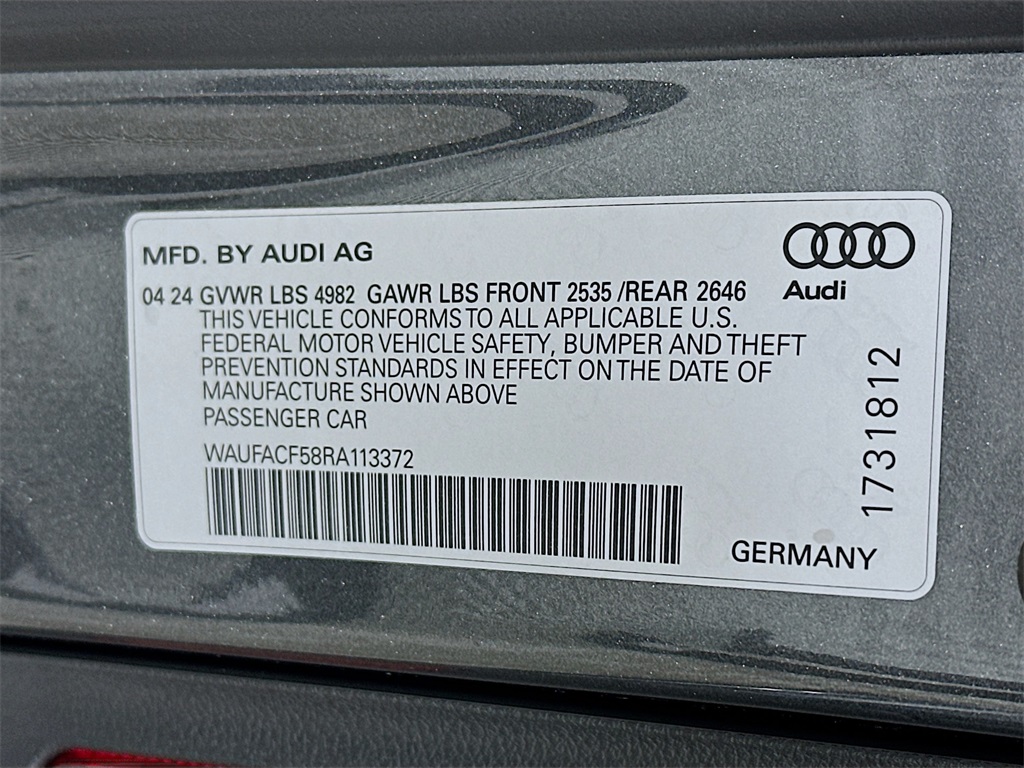 MFD. BY AUDI AG
Audi
04 24 GVWR LBS 4982 GAWR LBS FRONT 2535 /REAR 2646
THIS VEHICLE CONFORMS TO ALL APPLICABLE U.S.
FEDERAL MOTOR VEHICLE SAFETY, BUMPER AND THEFT
PREVENTION STANDARDS IN EFFECT ON THE DATE OF
MANUFACTURE SHOWN ABOVE
PASSENGER CAR
WAUFACF58RA113372
1731812
GERMANY